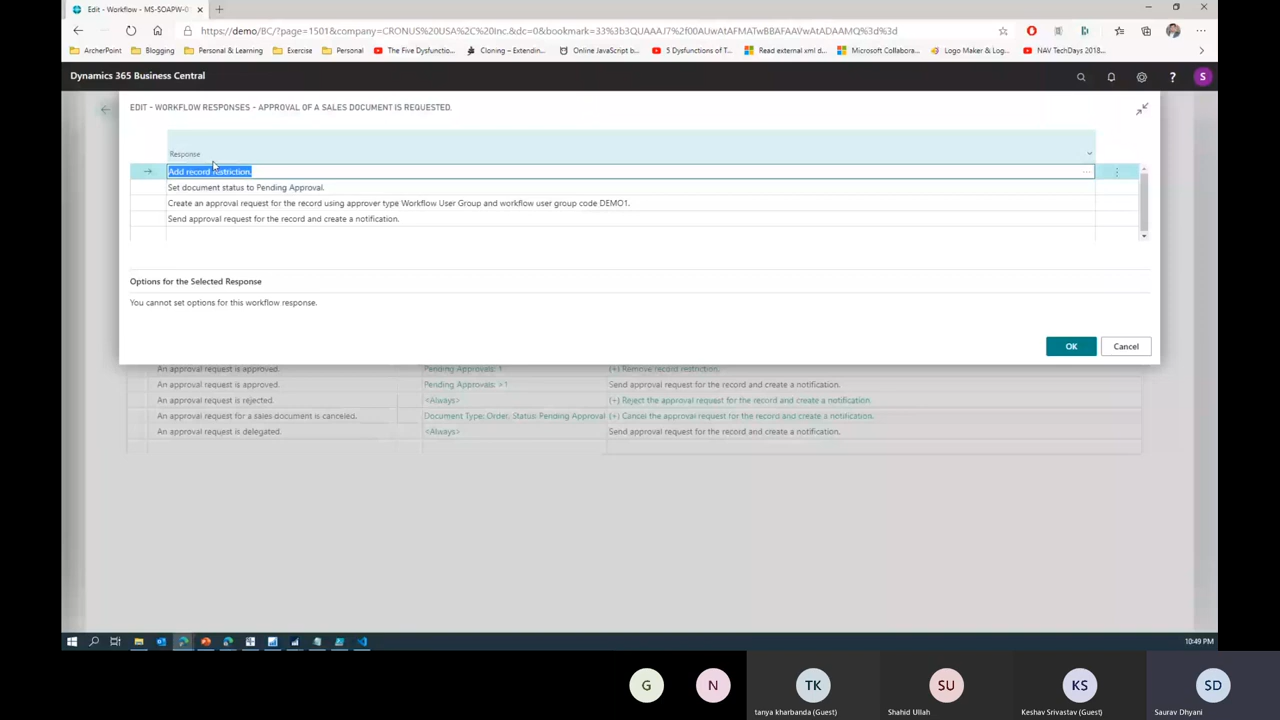 Edit - Workflow - MS-SOAPW-0
https://demo/BC/?page=1501&company=CRONUS%20USA%2C%20Inc.&dc=0&bookmark=33%3b3QUAAAJ7%2f00AUwAtAFMATwBBAFAAVwAtADAAMQ%3d%3d
ArcherPoint
Blogging
Personal & Learning
Exercise
Personal
The Five Dysfunctio...
Cloning – Extendin...
Online JavaScript b...
5 Dysfunctions of T...
Read external xml d...
Microsoft Collabora...
Logo Maker & Logo...
NAV TechDays 2018...
Dynamics 365 Business Central
S
EDIT - WORKFLOW RESPONSES - APPROVAL OF A SALES DOCUMENT IS REQUESTED.
Response
Add record restriction.
Set document status to Pending Approval.
Create an approval request for the record using approver type Workflow User Group and workflow user group code DEMO1.
Send approval request for the record and create a notification.
Options for the Selected Response
You cannot set options for this workflow response.
OK
Cancel
An approval request is approved. Pending Approvals: 1 (+) Remove record restriction.
An approval request is approved. Pending Approvals: >1 Send approval request for the record and create a notification.
An approval request is rejected. <Always> (+) Reject the approval request for the record and create a notification.
An approval request for a sales document is canceled. Document Type: Order, Status: Pending Approval (+) Cancel the approval request for the record and create a notification.
An approval request is delegated. <Always> Send approval request for the record and create a notification.
10:49 PM
G
N
TK
SU
KS
SD
tanya kharbanda (Guest)
Shahid Ullah
Keshav Srivastav (Guest)
Saurav Dhyani